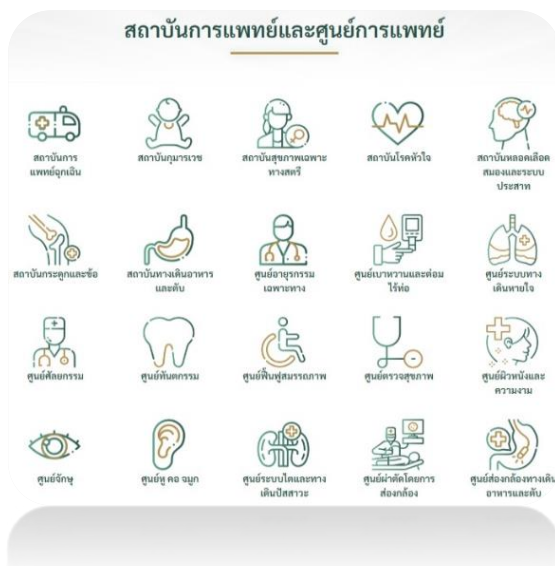 สถาบันการแพทย์และศูนย์การแพทย์
สถาบันการ
แพทย์ฉุกเฉิน
สถาบันกุมารเวช
สถาบันสุขภาพเฉพาะ
ทางสตรี
สถาบันโรคหัวใจ
สถาบันหลอดเลือด
สมองและระบบ
ประสาท
สถาบันกระดูกและข้อ
สถาบันทางเดินอาหาร
และตับ
ศูนย์อายุรกรรม
เฉพาะทาง
ศูนย์เบาหวานและต่อม
ไร้ท่อ
ศูนย์ระบบทาง
เดินหายใจ
ศูนย์ศัลยกรรม
ศูนย์ทันตกรรม
ศูนย์ฟื้นฟูสมรรถภาพ
ศูนย์ตรวจสุขภาพ
ศูนย์ผิวหนังและ
ความงาม
ศูนย์จักษุ
ศูนย์หู คอ จมูก
ศูนย์ระบบไตและทาง
เดินปัสสาวะ
ศูนย์ผ่าตัดโดยการ
ส่องกล้อง
ศูนย์ส่องกล้องทางเดิน
อาหารและตับ